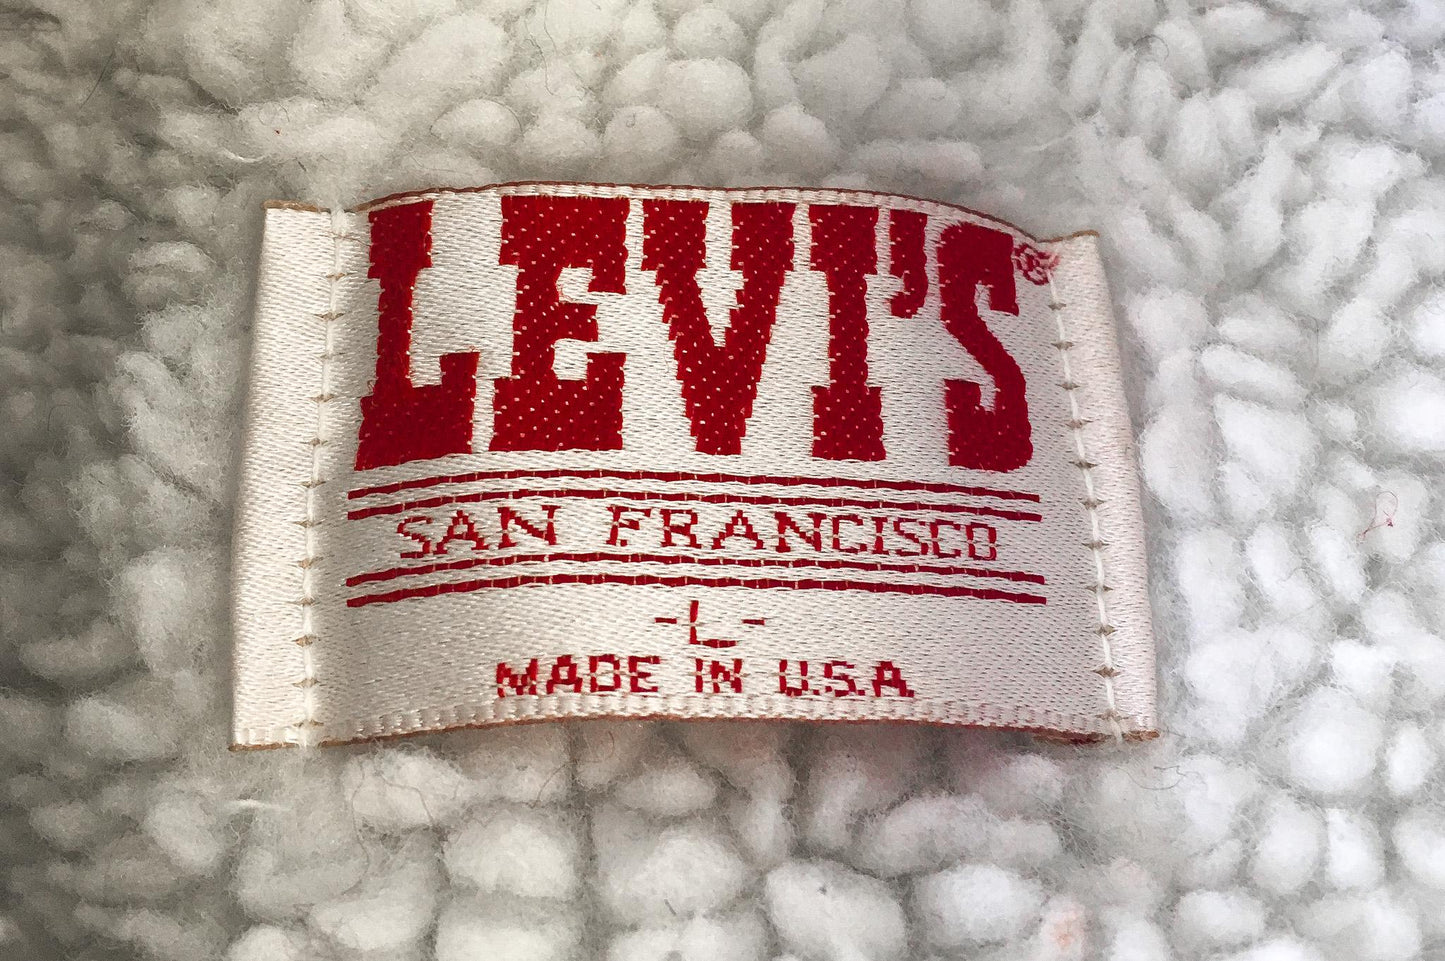 LEVI'S®
SAN FRANCISCO
-L-
MADE IN U.S.A.